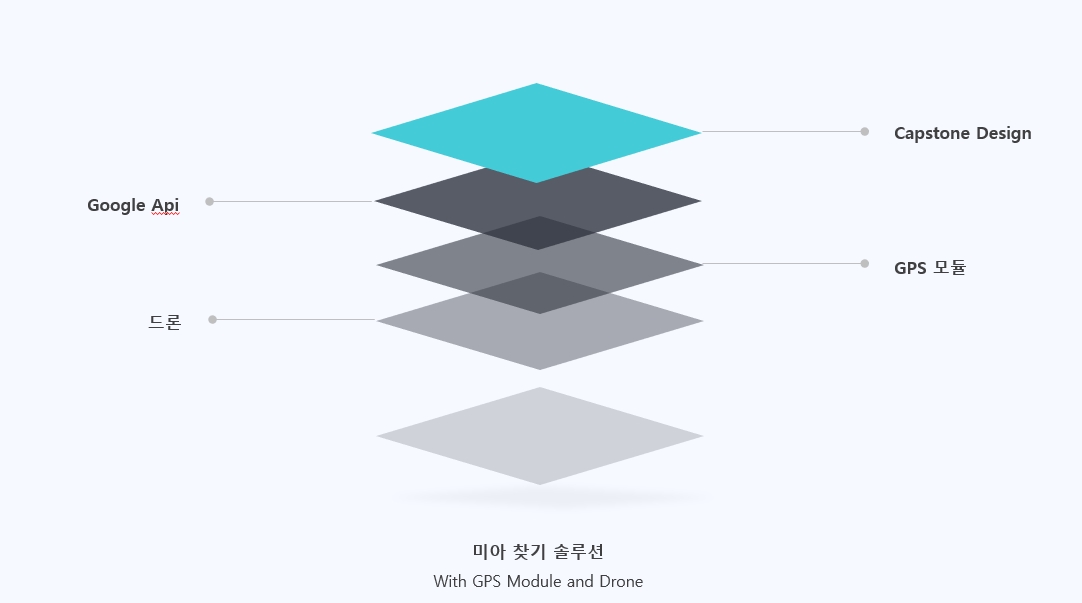 Capstone Design
Google Api
GPS 모듈
드론
미아 찾기 솔루션
With GPS Module and Drone